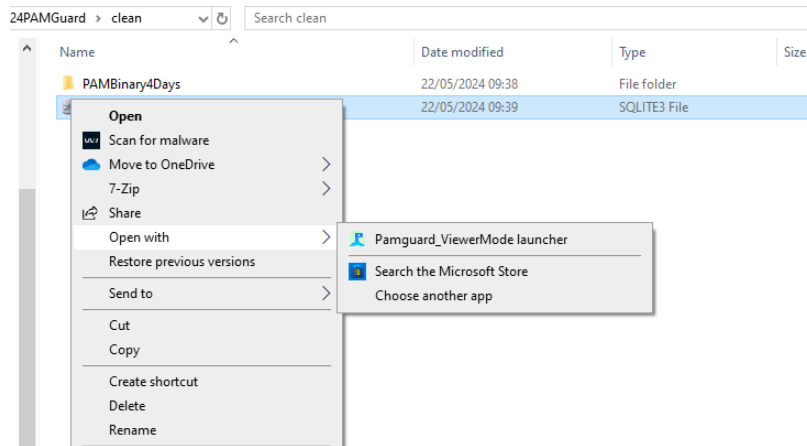 24PAMGuard > clean
Search clean
Name Date modified Type Size
PAMBinary4Days 22/05/2024 09:38 File folder
22/05/2024 09:39 SQLITE3 File
Open
Scan for malware
Move to OneDrive
7-Zip
Share
Open with
Pamguard_ViewerMode launcher
Restore previous versions
Search the Microsoft Store
Send to
Choose another app
Cut
Copy
Create shortcut
Delete
Rename